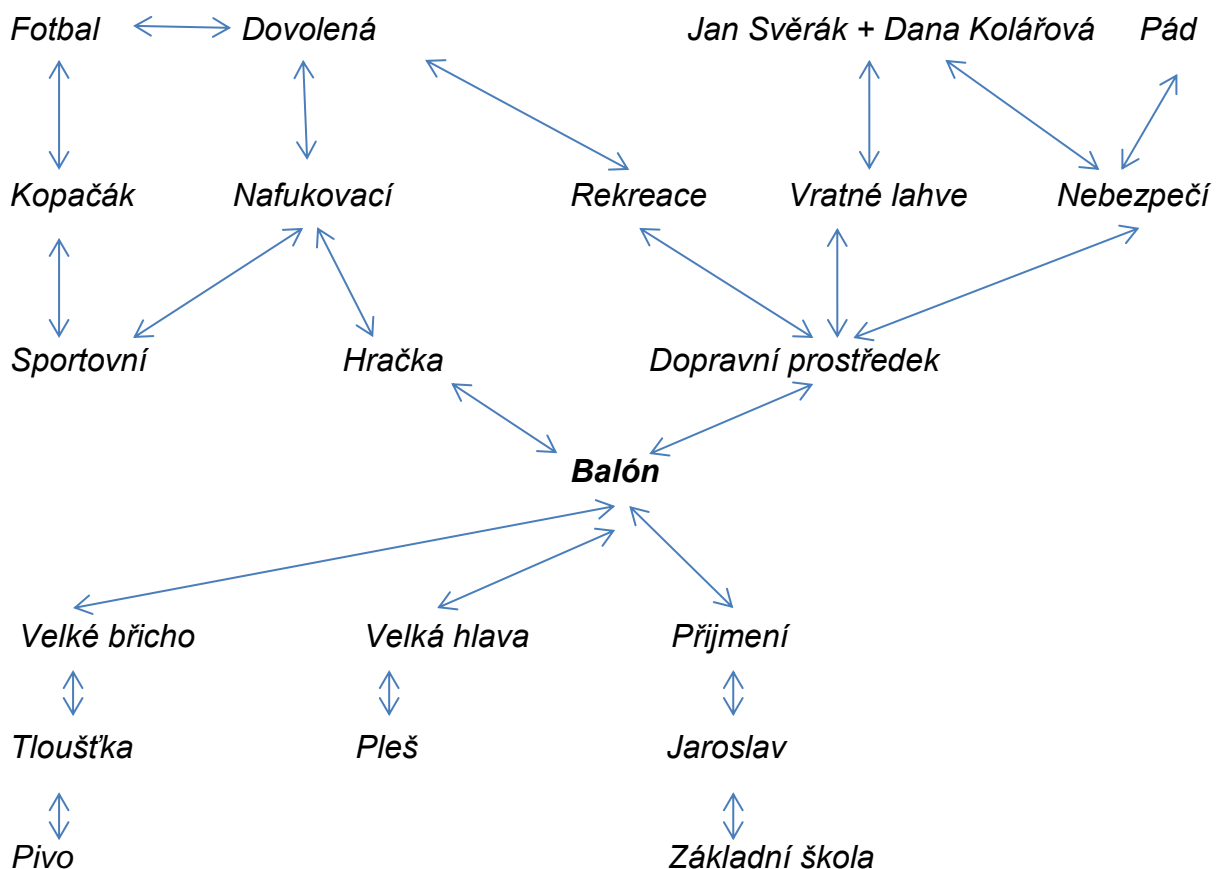 Fotbal Dovolená Jan Svěrák + Dana Kolářová Pád
Kopačák Nafukovací Rekreace Vratné lahve Nebezpečí
Sportovní Hračka Dopravní prostředek
Balón
Velké břicho Velká hlava Přijmení
Tloušťka Pleš Jaroslav
Pivo Základní škola